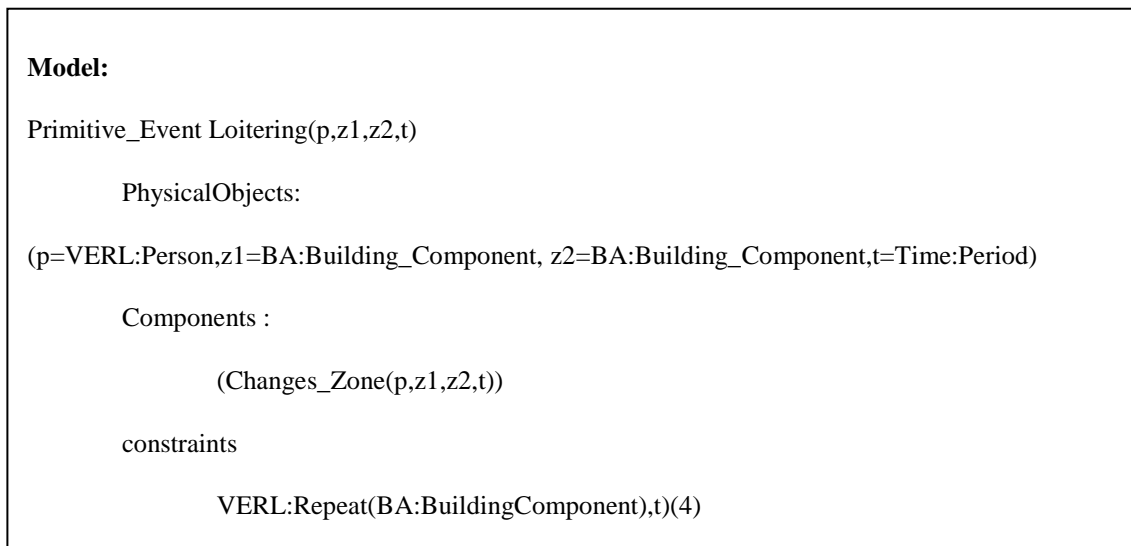 Model:
Primitive_Event Loitering(p,z1,z2,t)
PhysicalObjects:
(p=VERL:Person,z1=BA:Building_Component, z2=BA:Building_Component,t=Time:Period)
Components :
(Changes_Zone(p,z1,z2,t))
constraints
VERL:Repeat(BA:BuildingComponent),t)(4)